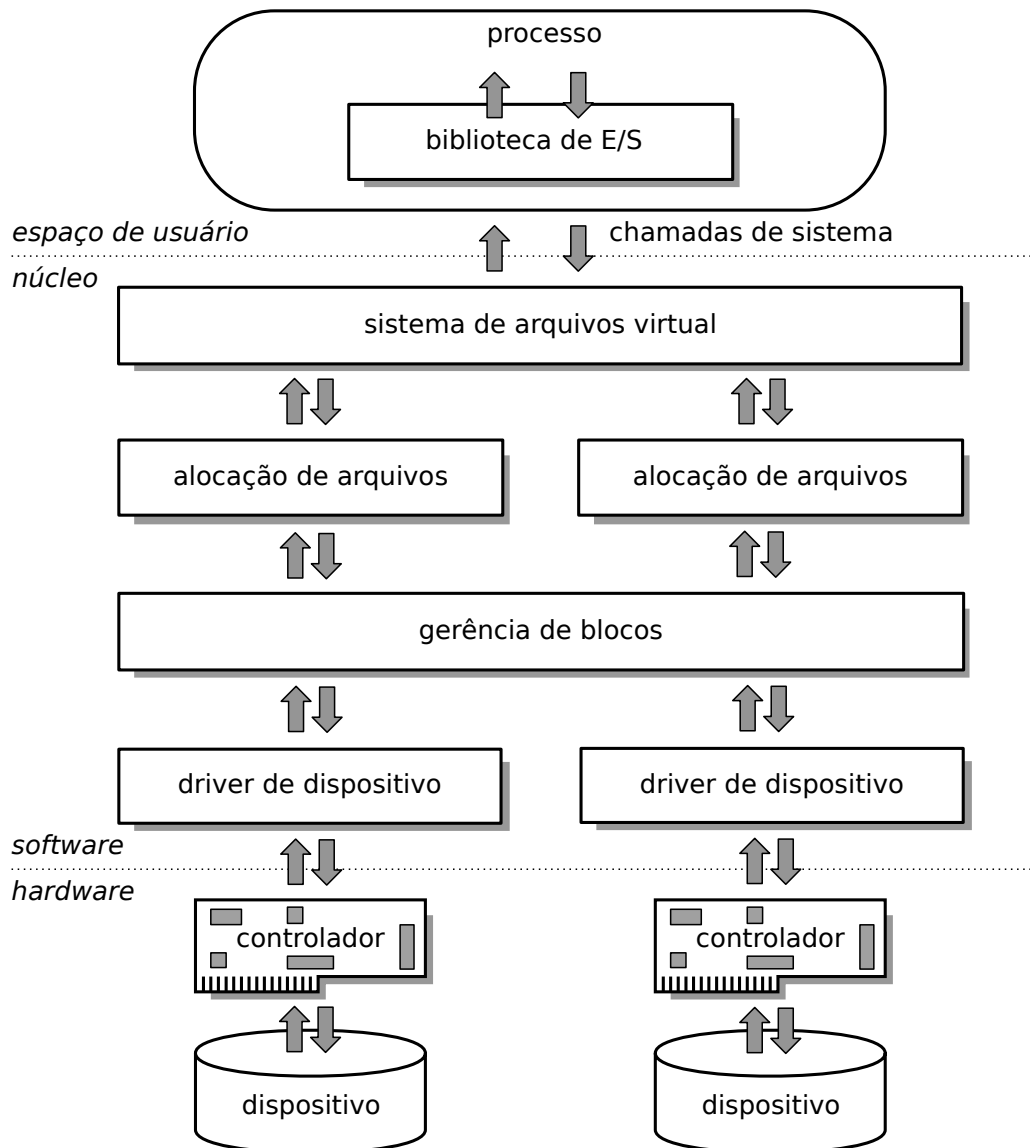 processo
biblioteca de E/S
espaço de usuário
chamadas de sistema
núcleo
sistema de arquivos virtual
alocação de arquivos
alocação de arquivos
gerência de blocos
driver de dispositivo
driver de dispositivo
software
hardware
controlador
controlador
dispositivo
dispositivo